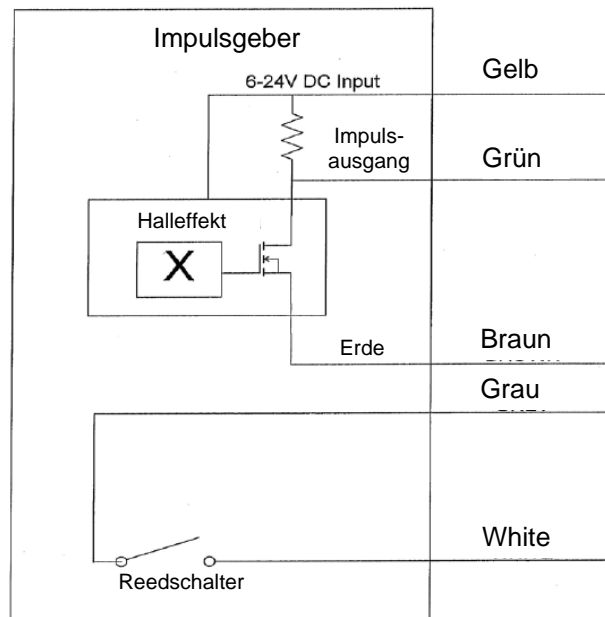 Impulsgeber
6-24V DC Input
Gelb
Impuls-
ausgang
Grün
Halleffekt
X
Erde
Braun
Grau
White
Reedschalter